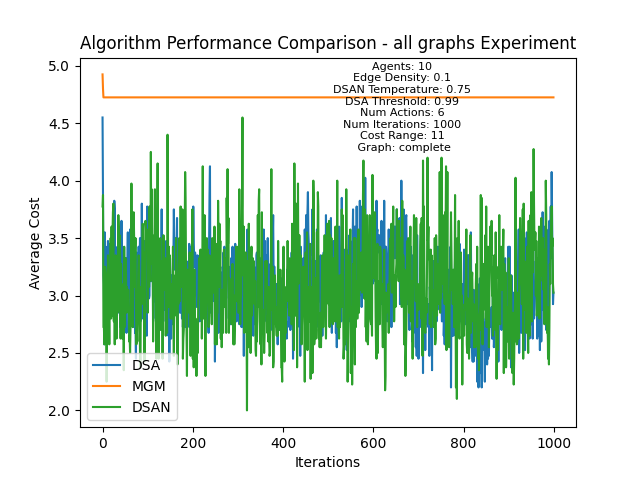 Algorithm Performance Comparison - all graphs Experiment
Agents: 10
Edge Density: 0.1
DSAN Temperature: 0.75
DSA Threshold: 0.99
Num Actions: 6
Num Iterations: 1000
Cost Range: 11
Graph: complete
Average Cost
5.0
4.5
4.0
3.5
3.0
2.5
2.0
DSA
MGM
DSAN
0
200
400
600
800
1000
Iterations